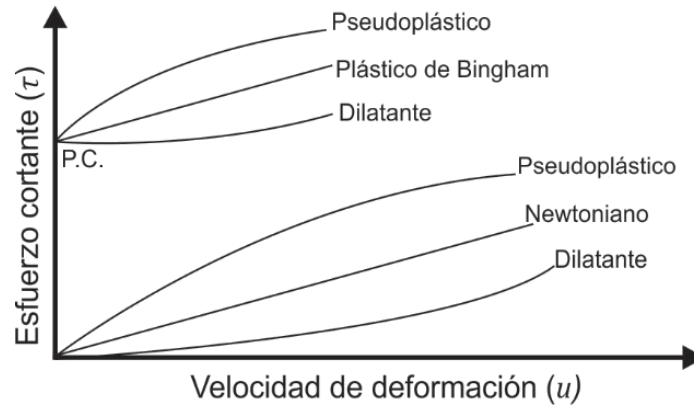 Pseudoplástico
Plástico de Bingham
Dilatante
P.C.
Pseudoplástico
Newtoniano
Dilatante
Esfuerzo cortante (τ)
Velocidad de deformación (u)